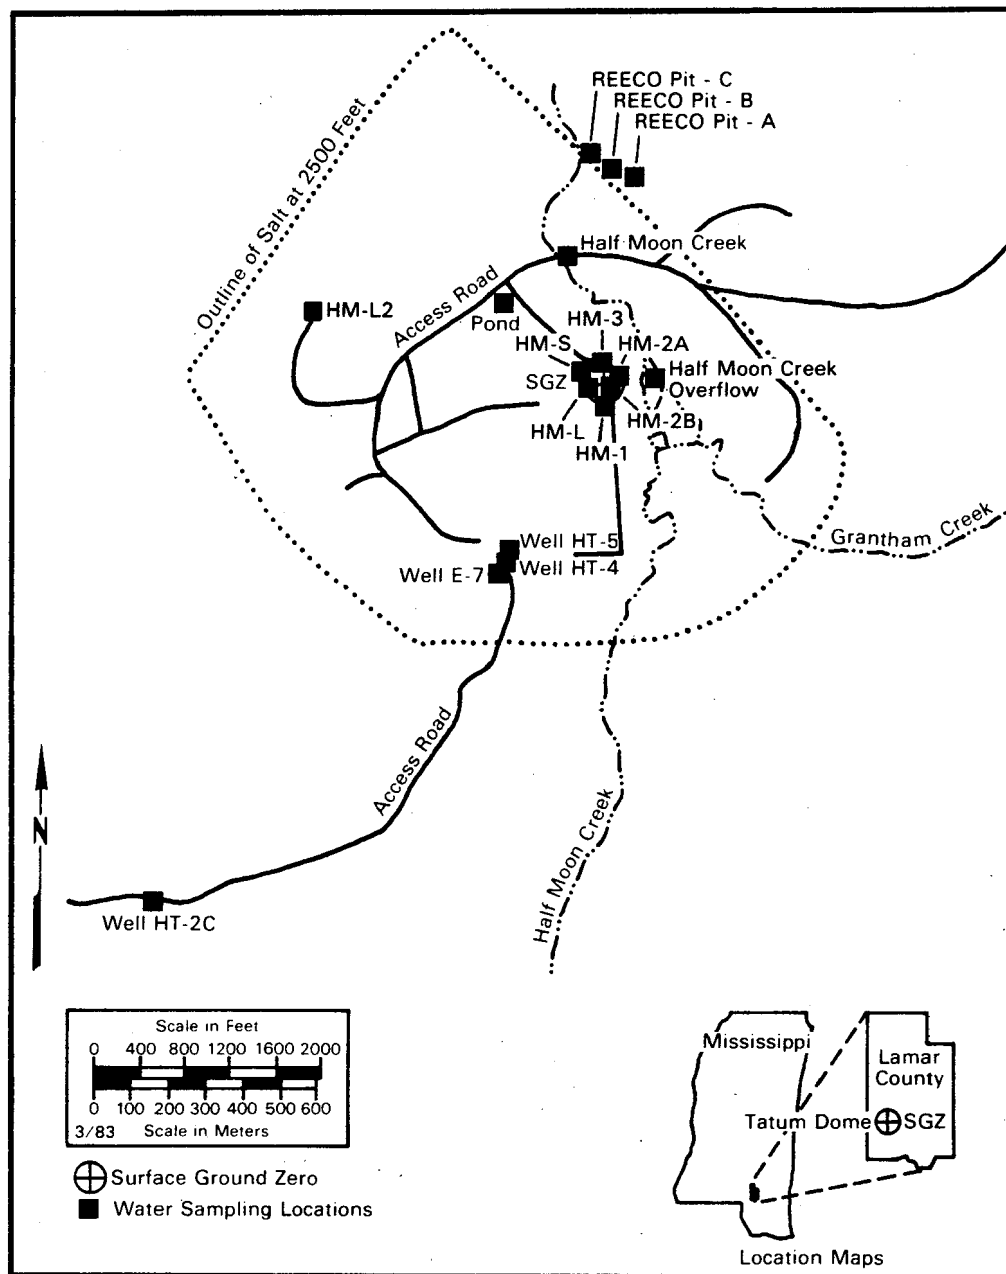 REECO Pit - C
REECO Pit - B
REECO Pit - A
Outline of Salt at 2500 Feet
Half Moon Creek
Access Road
HM-L2
Pond
HM-3
HM-S
HM-2A
SGZ
Half Moon Creek
Overflow
HM-L
HM-2B
HM-1
Well HT-5
Grantham Creek
Well E-7
Well HT-4
Access Road
Half Moon Creek
N
Well HT-2C
Scale in Feet
0 400 800 1200 1600 2000
0 100 200 300 400 500 600
3/83 Scale in Meters
Surface Ground Zero
Water Sampling Locations
Mississippi
Lamar
County
Tatum Dome
SGZ
Location Maps